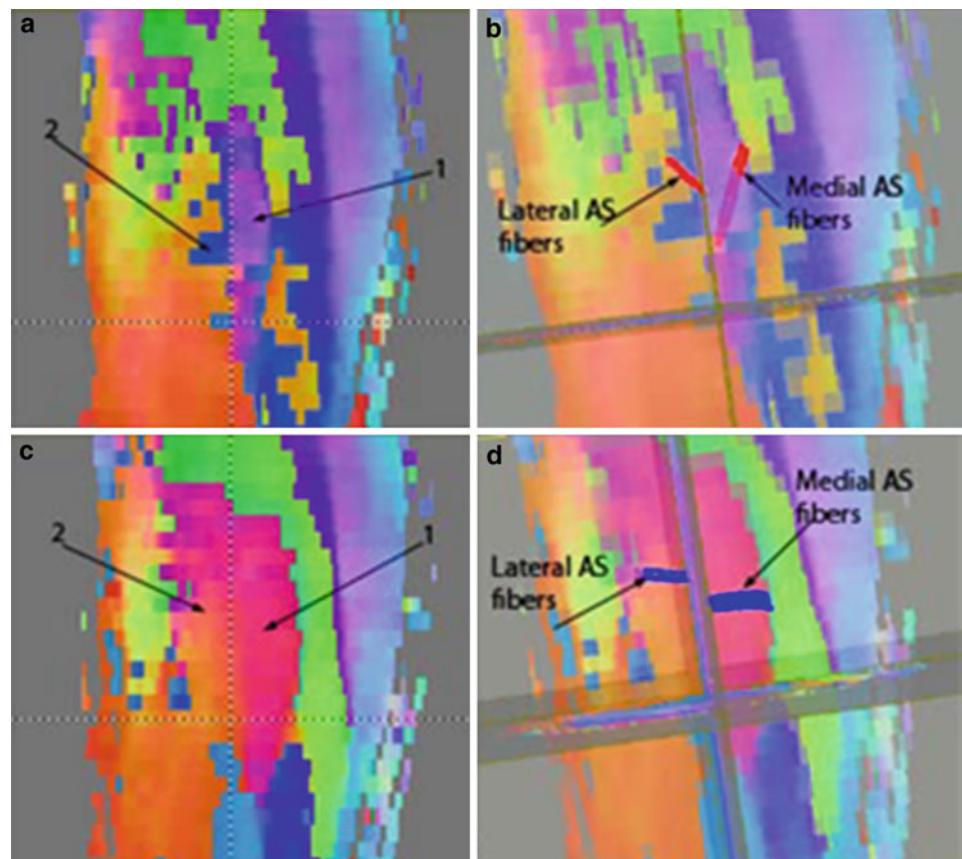 a
2
1
b
Lateral AS
fibers
Medial AS
fibers
c
2
1
d
Medial AS
fibers
Lateral AS
fibers